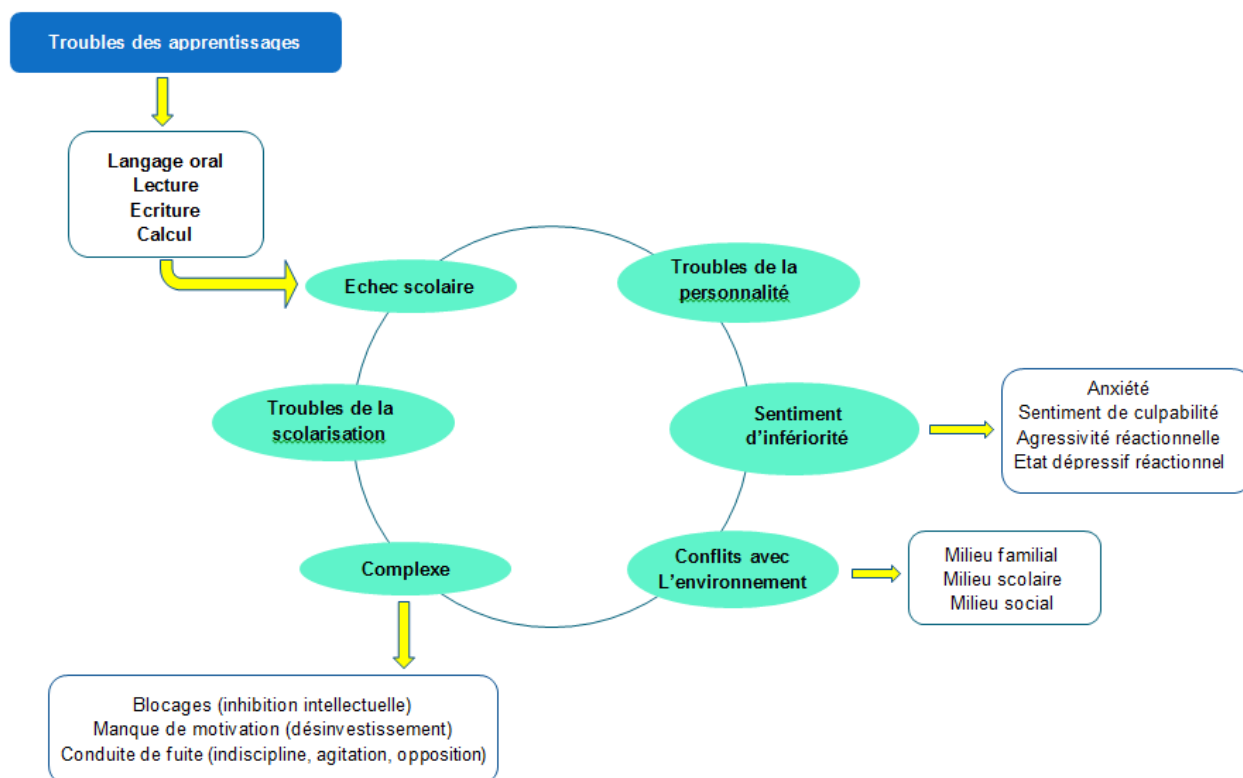 Troubles des apprentissages
Langage oral
Lecture
Ecriture
Calcul
Echec scolaire
Troubles de la
personnalité
Troubles de la
scolarisation
Sentiment
d'infériorité
Anxiété
Sentiment de culpabilité
Agressivité réactionnelle
Etat dépressif réactionnel
Complexe
Conflits avec
L'environnement
Milieu familial
Milieu scolaire
Milieu social
Blocages (inhibition intellectuelle)
Manque de motivation (désinvestissement)
Conduite de fuite (indiscipline, agitation, opposition)